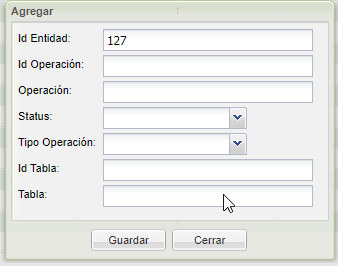 Agregar
Id Entidad: 127
Id Operación:
Operación:
Status:
Tipo Operación:
Id Tabla:
Tabla:
Guardar Cerrar